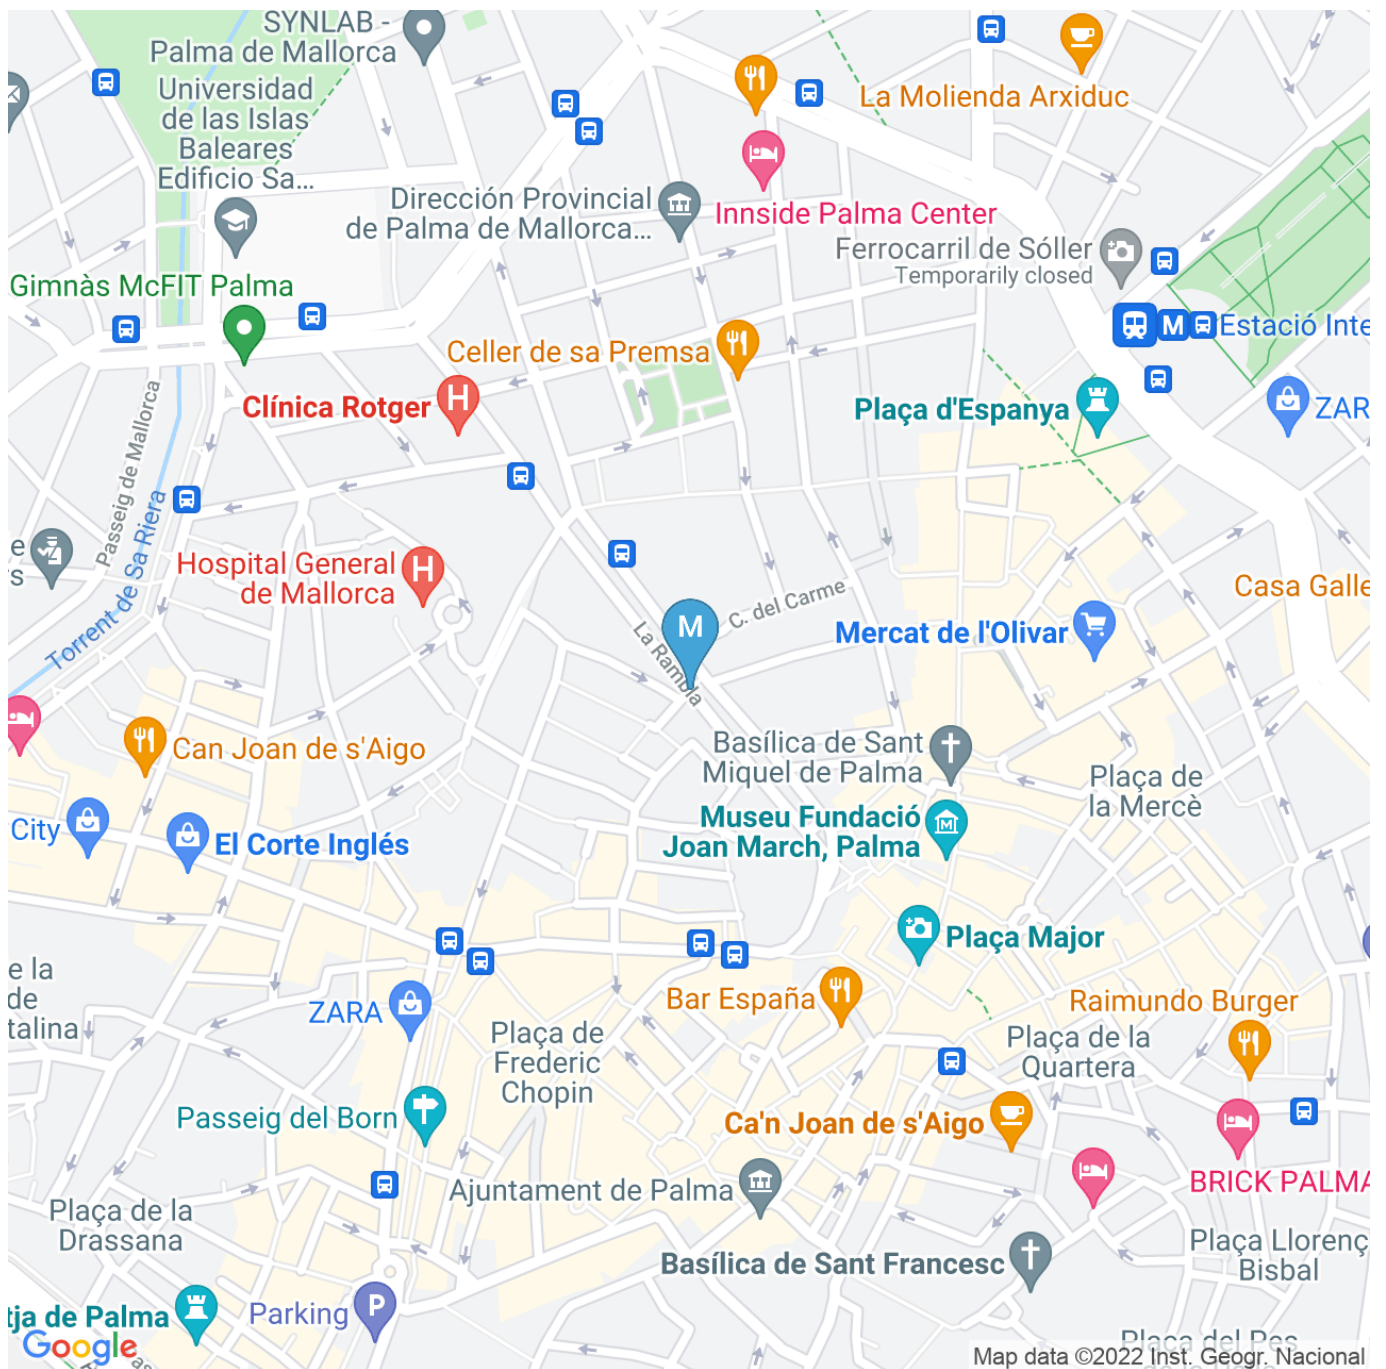 SYNLAB -
Palma de Mallorca
Universidad
de las Islas
Baleares
Edificio Sa...
La Molienda Arxiduc
Dirección Provincial
de Palma de Mallorca...
Innside Palma Center
Ferrocarril de Sóller
Temporarily closed
Gimnàs McFIT Palma
M
Estació Inte
Celler de sa Premsa
H
Clínica Rotger
Plaça d'Espanya
ZAR
Passeig de Mallorca
Torrent de Sa Riera
e
s
Hospital General
de Mallorca
H
C. del Carme
Casa Galle
M
La Rambla
Mercat de l'Olivar
Can Joan de s'Aigo
Basílica de Sant
Miquel de Palma
Plaça de
la Mercè
City
El Corte Inglés
Museu Fundació
Joan March, Palma
M
Plaça Major
e la
de
talina
ZARA
Bar España
Raimundo Burger
Plaça de
Frederic
Chopin
Plaça de la
Quartera
Passeig del Born
Ca'n Joan de s'Aigo
Ajuntament de Palma
BRICK PALMA
Plaça de la
Drassana
Basílica de Sant Francesc
Plaça Llorenç
Bisbal
tja de Palma
Parking
P
Google
Plaça del Pes
Map data ©2022 Inst. Geogr. Nacional